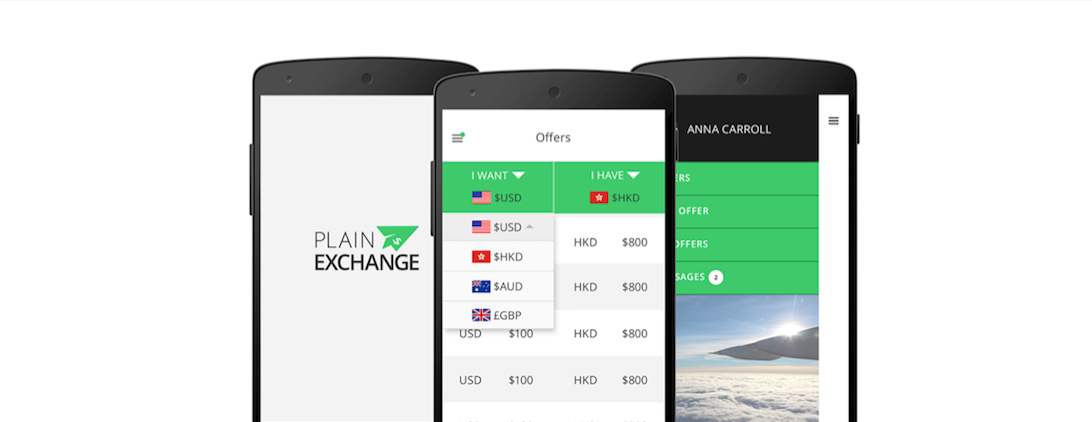 PLAIN
EXCHANGE
Offers
I WANT
I HAVE
$USD
$HKD
$USD
$HKD
$AUD
£GBP
HKD $800
HKD $800
USD $100 HKD $800
USD $100 HKD $800
ANNA CARROLL
ERS
OFFER
OFFERS
SAGES 2